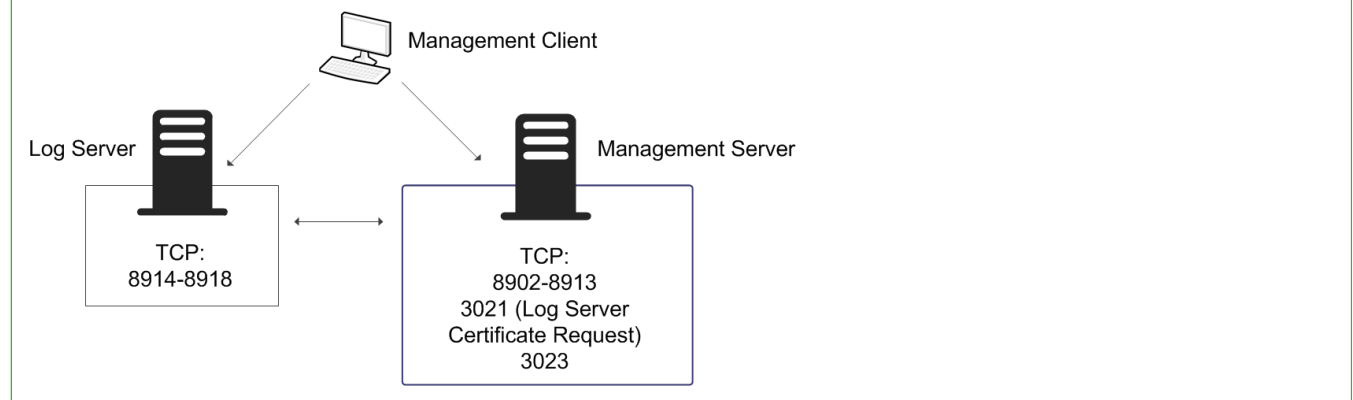 Management Client
Log Server
Management Server
TCP:
8914-8918
TCP:
8902-8913
3021 (Log Server
Certificate Request)
3023